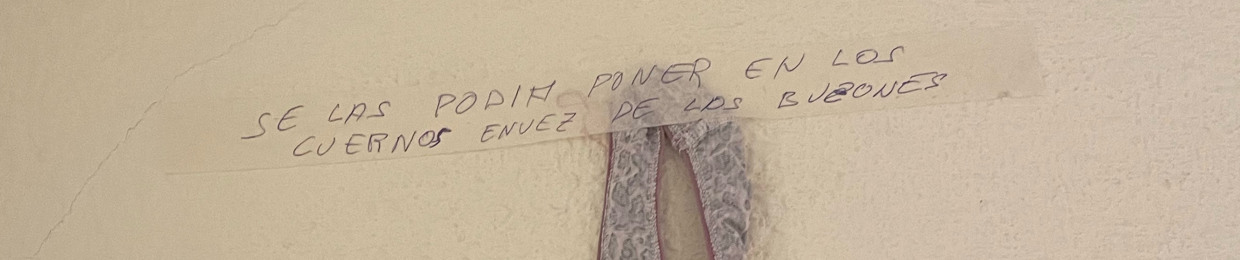 SE LAS PODIA PONER EN LOS
CUERNOS ENVEZ DE LOS BUZONES